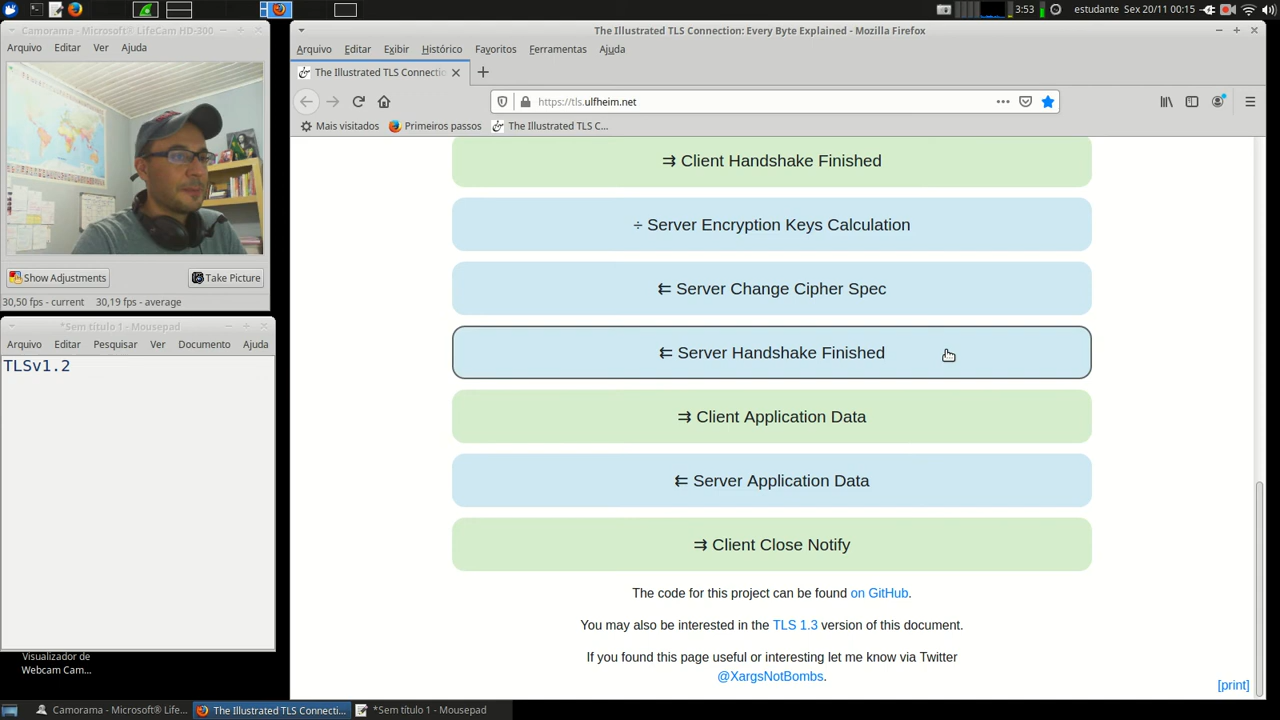 3:53
estudante
Sex 20/11 00:15
Camorama - Microsoft® LifeCam HD-300
Arquivo Editar Ver Ajuda
Show Adjustments
Take Picture
30,50 fps - current 30,19 fps - average
*Sem título 1 - Mousepad
Arquivo Editar Pesquisar Ver Documento Ajuda
TLSv1.2
Visualizador de
Webcam Cam...
The Illustrated TLS Connection: Every Byte Explained - Mozilla Firefox
Arquivo Editar Exibir Histórico Favoritos Ferramentas Ajuda
The Illustrated TLS Connectic
https://tls.ulfheim.net
Mais visitados Primeiros passos The Illustrated TLS C...
⇉ Client Handshake Finished
÷ Server Encryption Keys Calculation
⇇ Server Change Cipher Spec
⇇ Server Handshake Finished
⇉ Client Application Data
⇇ Server Application Data
⇉ Client Close Notify
The code for this project can be found on GitHub.
You may also be interested in the TLS 1.3 version of this document.
If you found this page useful or interesting let me know via Twitter
@XargsNotBombs.
[print]
Camorama - Microsoft® Life...
The Illustrated TLS Connecti...
*Sem título 1 - Mousepad